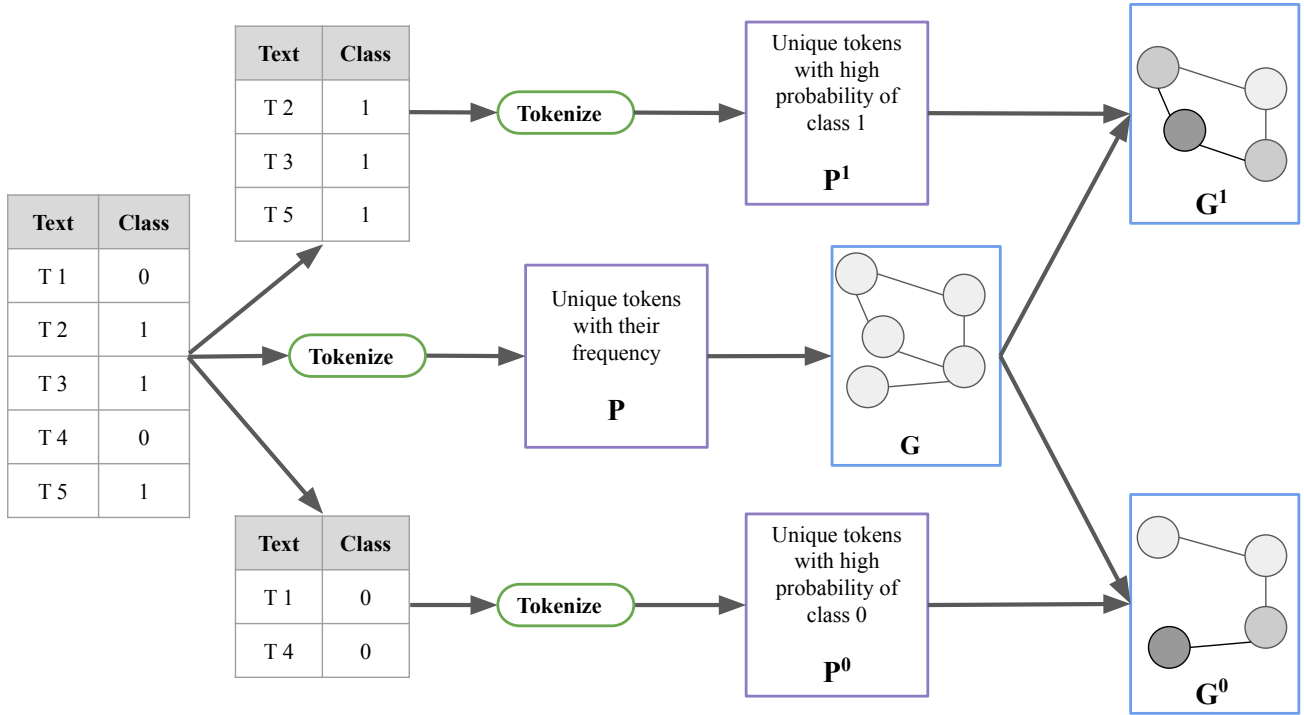 Text Class
T 1 0
T 2 1
T 3 1
T 4 0
T 5 1
Text Class
T 2 1
T 3 1
T 5 1
Tokenize
Unique tokens
with high
probability of
class 1
P¹
G¹
Tokenize
Unique tokens
with their
frequency
P
G
Text Class
T 1 0
T 4 0
Tokenize
Unique tokens
with high
probability of
class 0
P⁰
G⁰